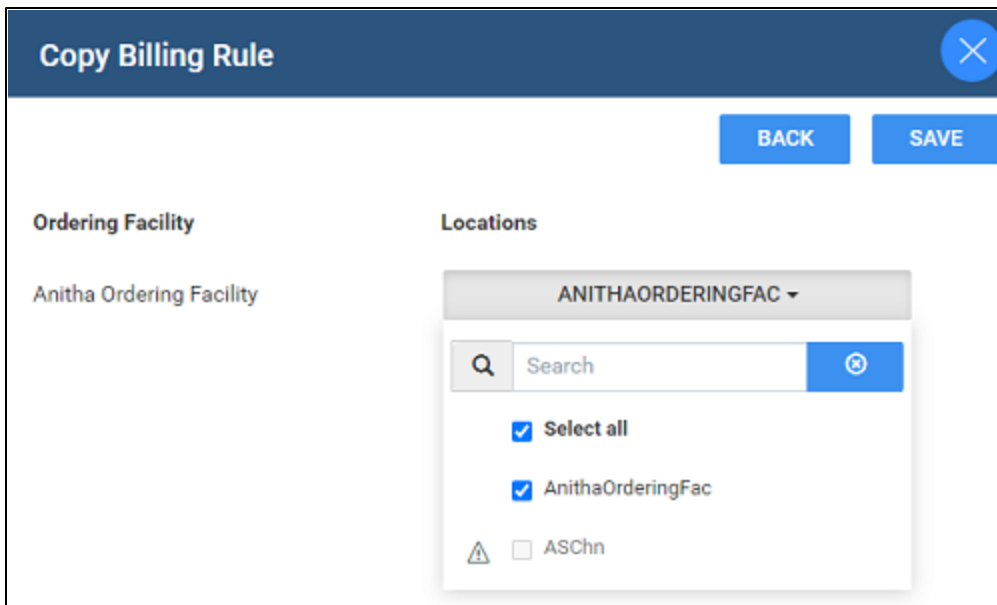 Copy Billing Rule
BACK SAVE
Ordering Facility Locations
Anitha Ordering Facility ANITHAORDERINGFAC
Search
Select all
AnithaOrderingFac
ASChn